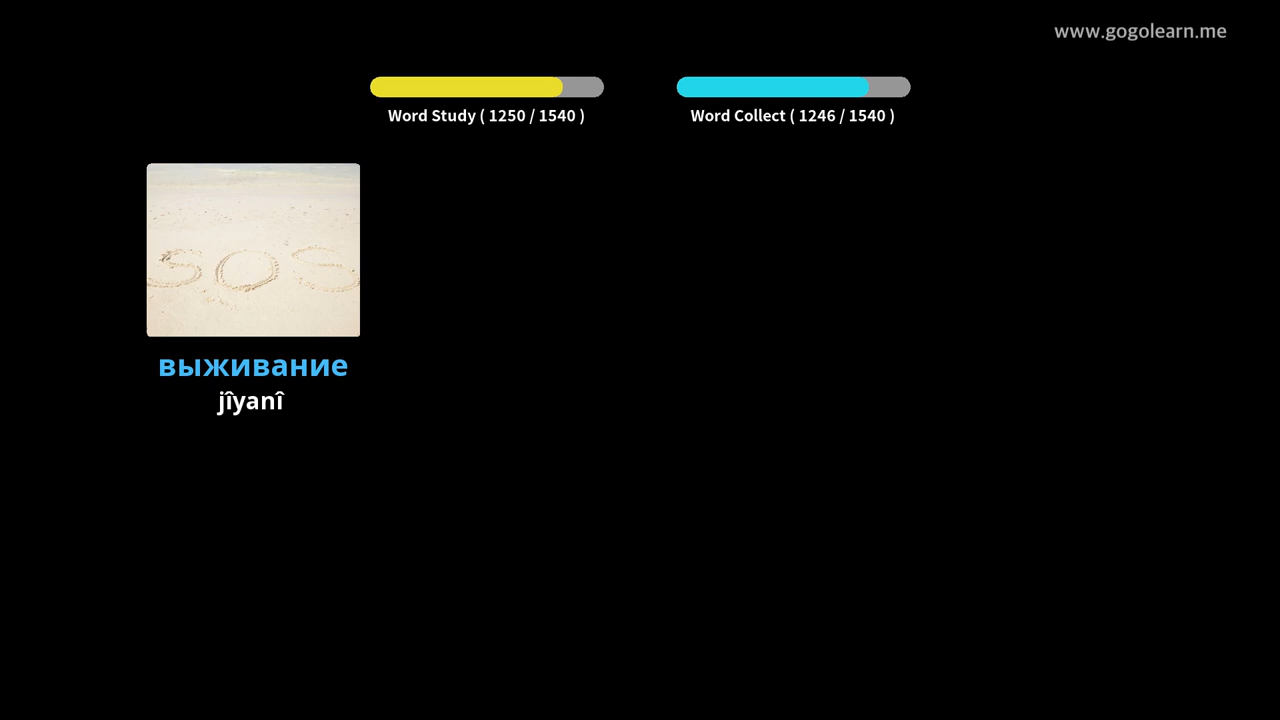 www.gogolearn.me
Word Study ( 1250 / 1540 )
Word Collect ( 1246 / 1540 )
SOS
выживание
jîyanî